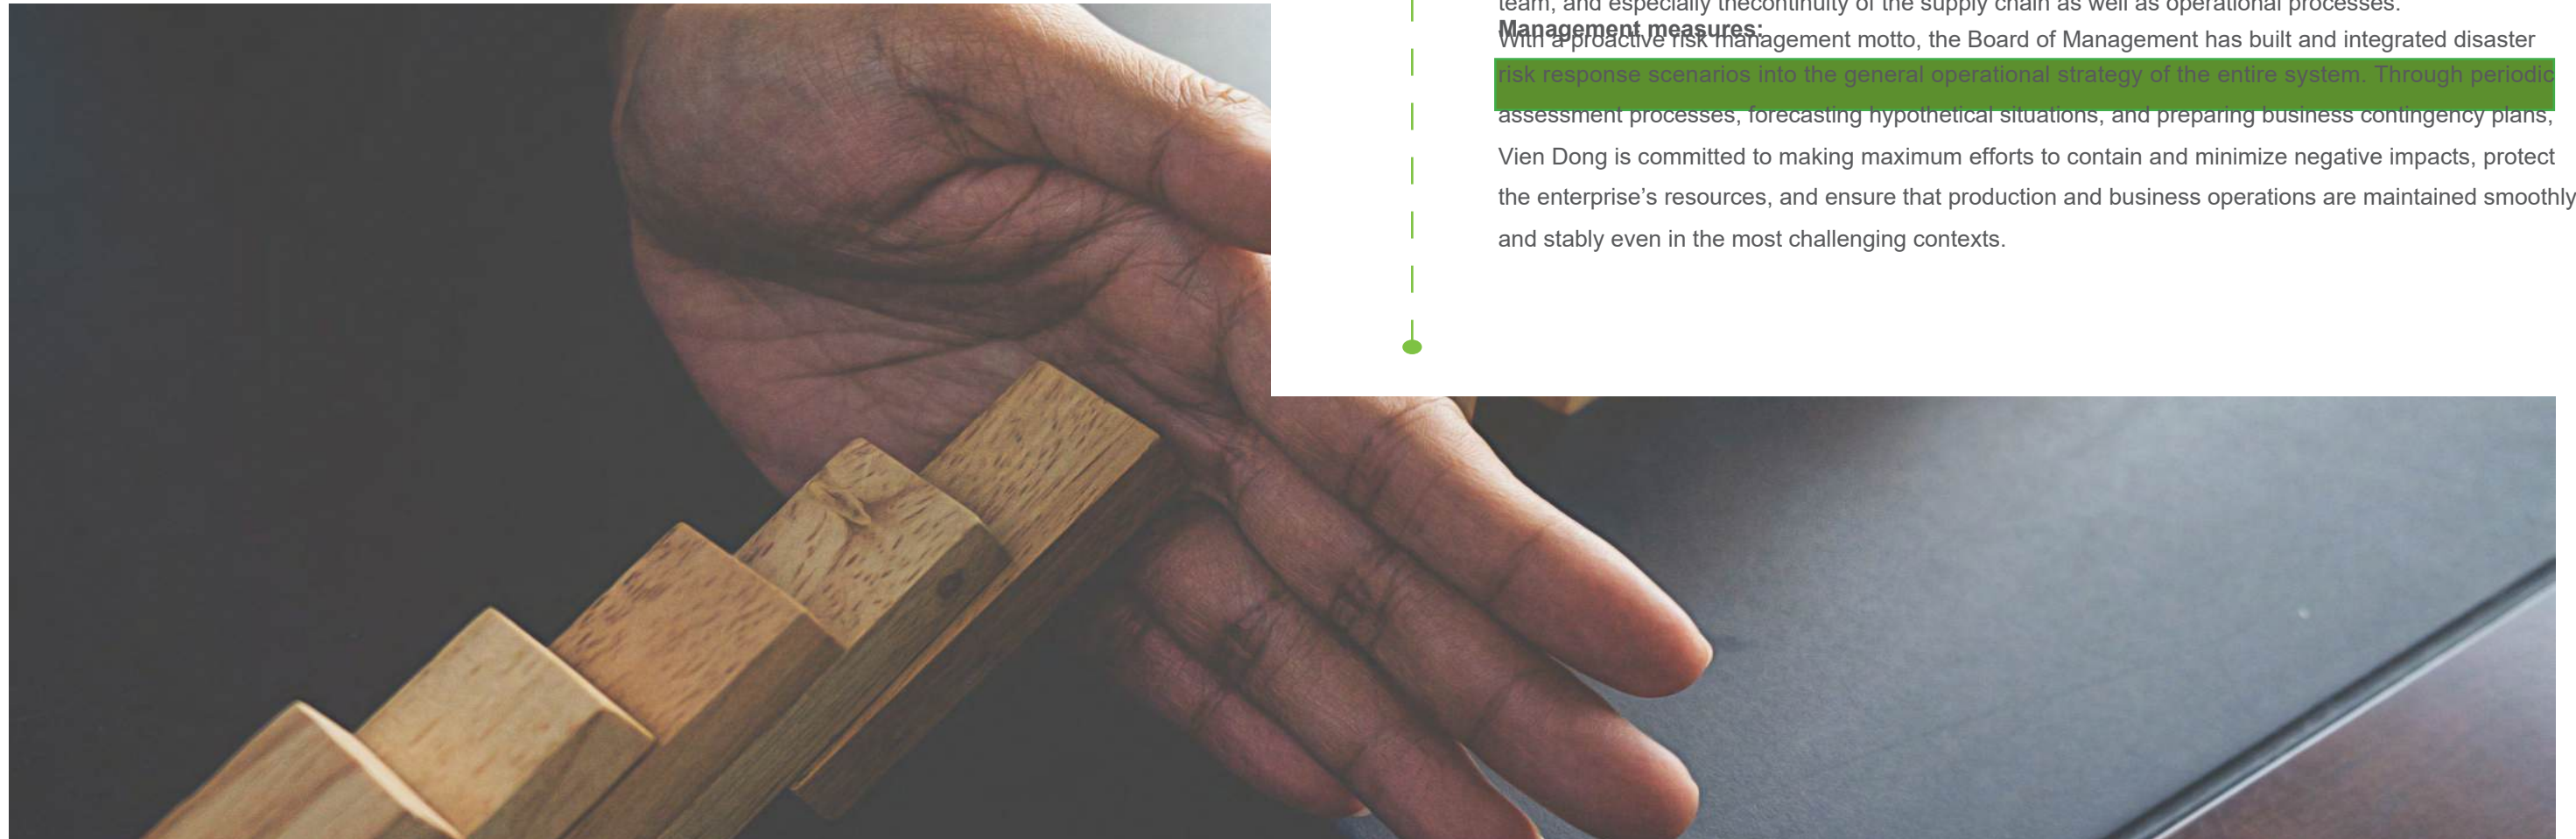 team, and especially thecontinuity of the supply chain as well as operational processes.
Management measures:
With a proactive risk management motto, the Board of Management has built and integrated disaster
risk response scenarios into the general operational strategy of the entire system. Through periodic
assessment processes, forecasting hypothetical situations, and preparing business contingency plans,
Vien Dong is committed to making maximum efforts to contain and minimize negative impacts, protect
the enterprise’s resources, and ensure that production and business operations are maintained smoothly
and stably even in the most challenging contexts.